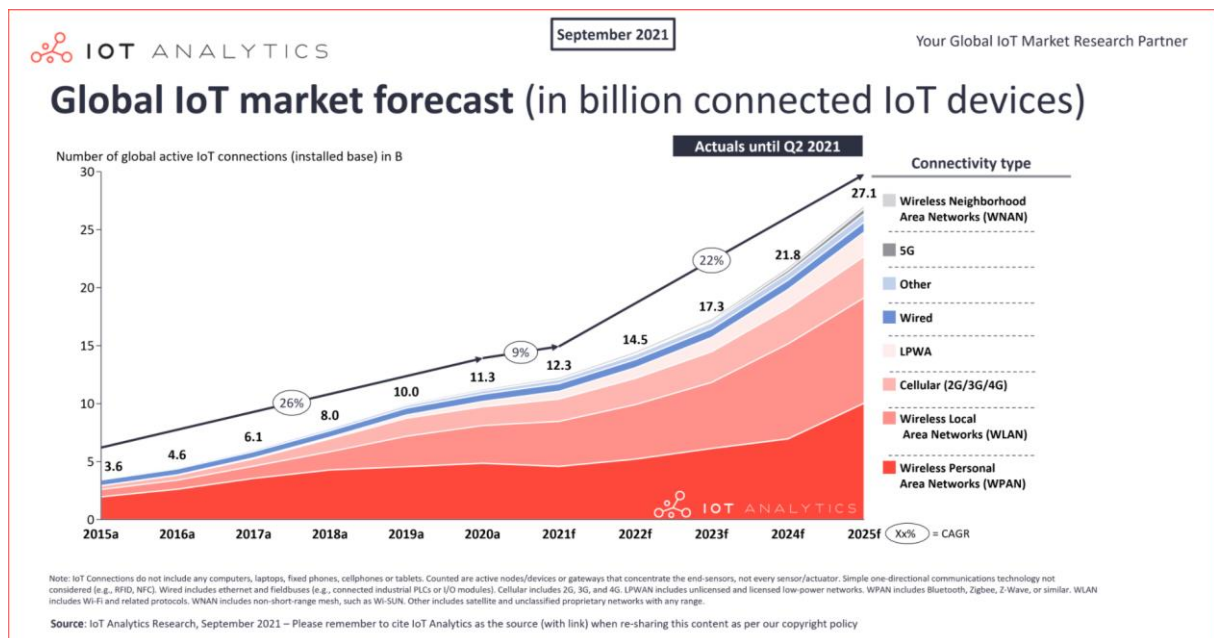 September 2021
IOT ANALYTICS
Your Global IoT Market Research Partner
Global IoT market forecast (in billion connected IoT devices)
Number of global active IoT connections (installed base) in B
Actuals until Q2 2021
Connectivity type
30
25
20
15
10
5
0
3.6
4.6
6.1
8.0
10.0
11.3
12.3
14.5
17.3
21.8
27.1
26%
9%
22%
Wireless Neighborhood
Area Networks (WNAN)
5G
Other
Wired
LPWA
Cellular (2G/3G/4G)
Wireless Local
Area Networks (WLAN)
Wireless Personal
Area Networks (WPAN)
IOT ANALYTICS
2015a 2016a 2017a 2018a 2019a 2020a 2021f 2022f 2023f 2024f 2025f
Xx% = CAGR
Note: IoT Connections do not include any computers, laptops, fixed phones, cellphones or tablets. Counted are active nodes/devices or gateways that concentrate the end-sensors, not every sensor/actuator. Simple one-directional communications technology not
considered (e.g., RFID, NFC). Wired includes ethernet and fieldbuses (e.g., connected industrial PLCs or I/O modules). Cellular includes 2G, 3G, and 4G. LPWAN includes unlicensed and licensed low-power networks. WPAN includes Bluetooth, Zigbee, Z-Wave, or similar. WLAN
includes Wi-Fi and related protocols. WNAN includes non-short-range mesh, such as Wi-SUN. Other includes satellite and unclassified proprietary networks with any range.
Source: IoT Analytics Research, September 2021 – Please remember to cite IoT Analytics as the source (with link) when re-sharing this content as per our copyright policy